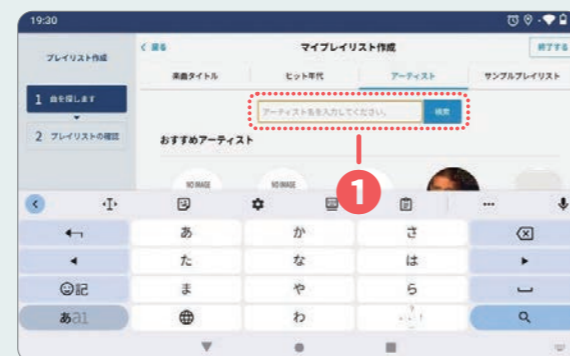 19:30
プレイリスト作成
< 戻る
マイプレイリスト作成
終了する
楽曲タイトル
ヒット年代
アーティスト
サンプルプレイリスト
1 曲を探します
2 プレイリストの確認
アーティスト名を入力してください。
検索
おすすめアーティスト
NO IMAGE
NO IMAGE
1
あ
か
さ
た
な
は
記
ま
や
ら
あa1
わ